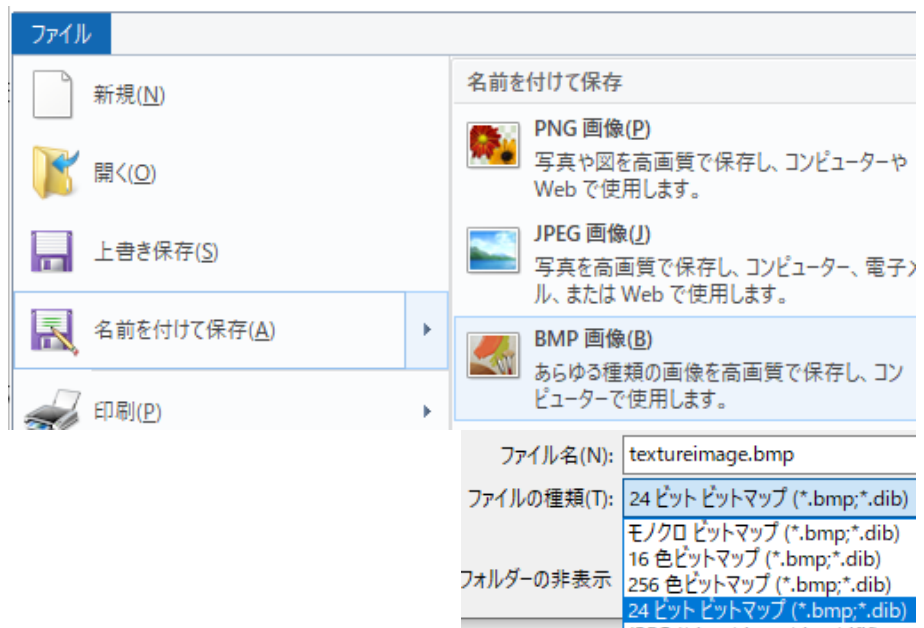 ファイル
新規(N)
開く(O)
上書き保存(S)
名前を付けて保存(A)
印刷(P)
名前を付けて保存
PNG 画像(P)
写真や図を高画質で保存し、コンピューターや
Web で使用します。
JPEG 画像(J)
写真を高画質で保存し、コンピューター、電子メ
ル、または Web で使用します。
BMP 画像(B)
あらゆる種類の画像を高画質で保存し、コン
ピューターで使用します。
ファイル名(N): textureimage.bmp
ファイルの種類(T): 24 ビット ビットマップ (*.bmp;*.dib)
モノクロ ビットマップ (*.bmp;*.dib)
16 色ビットマップ (*.bmp;*.dib)
フォルダーの非表示 256 色ビットマップ (*.bmp;*.dib)
24 ビット ビットマップ (*.bmp;*.dib)